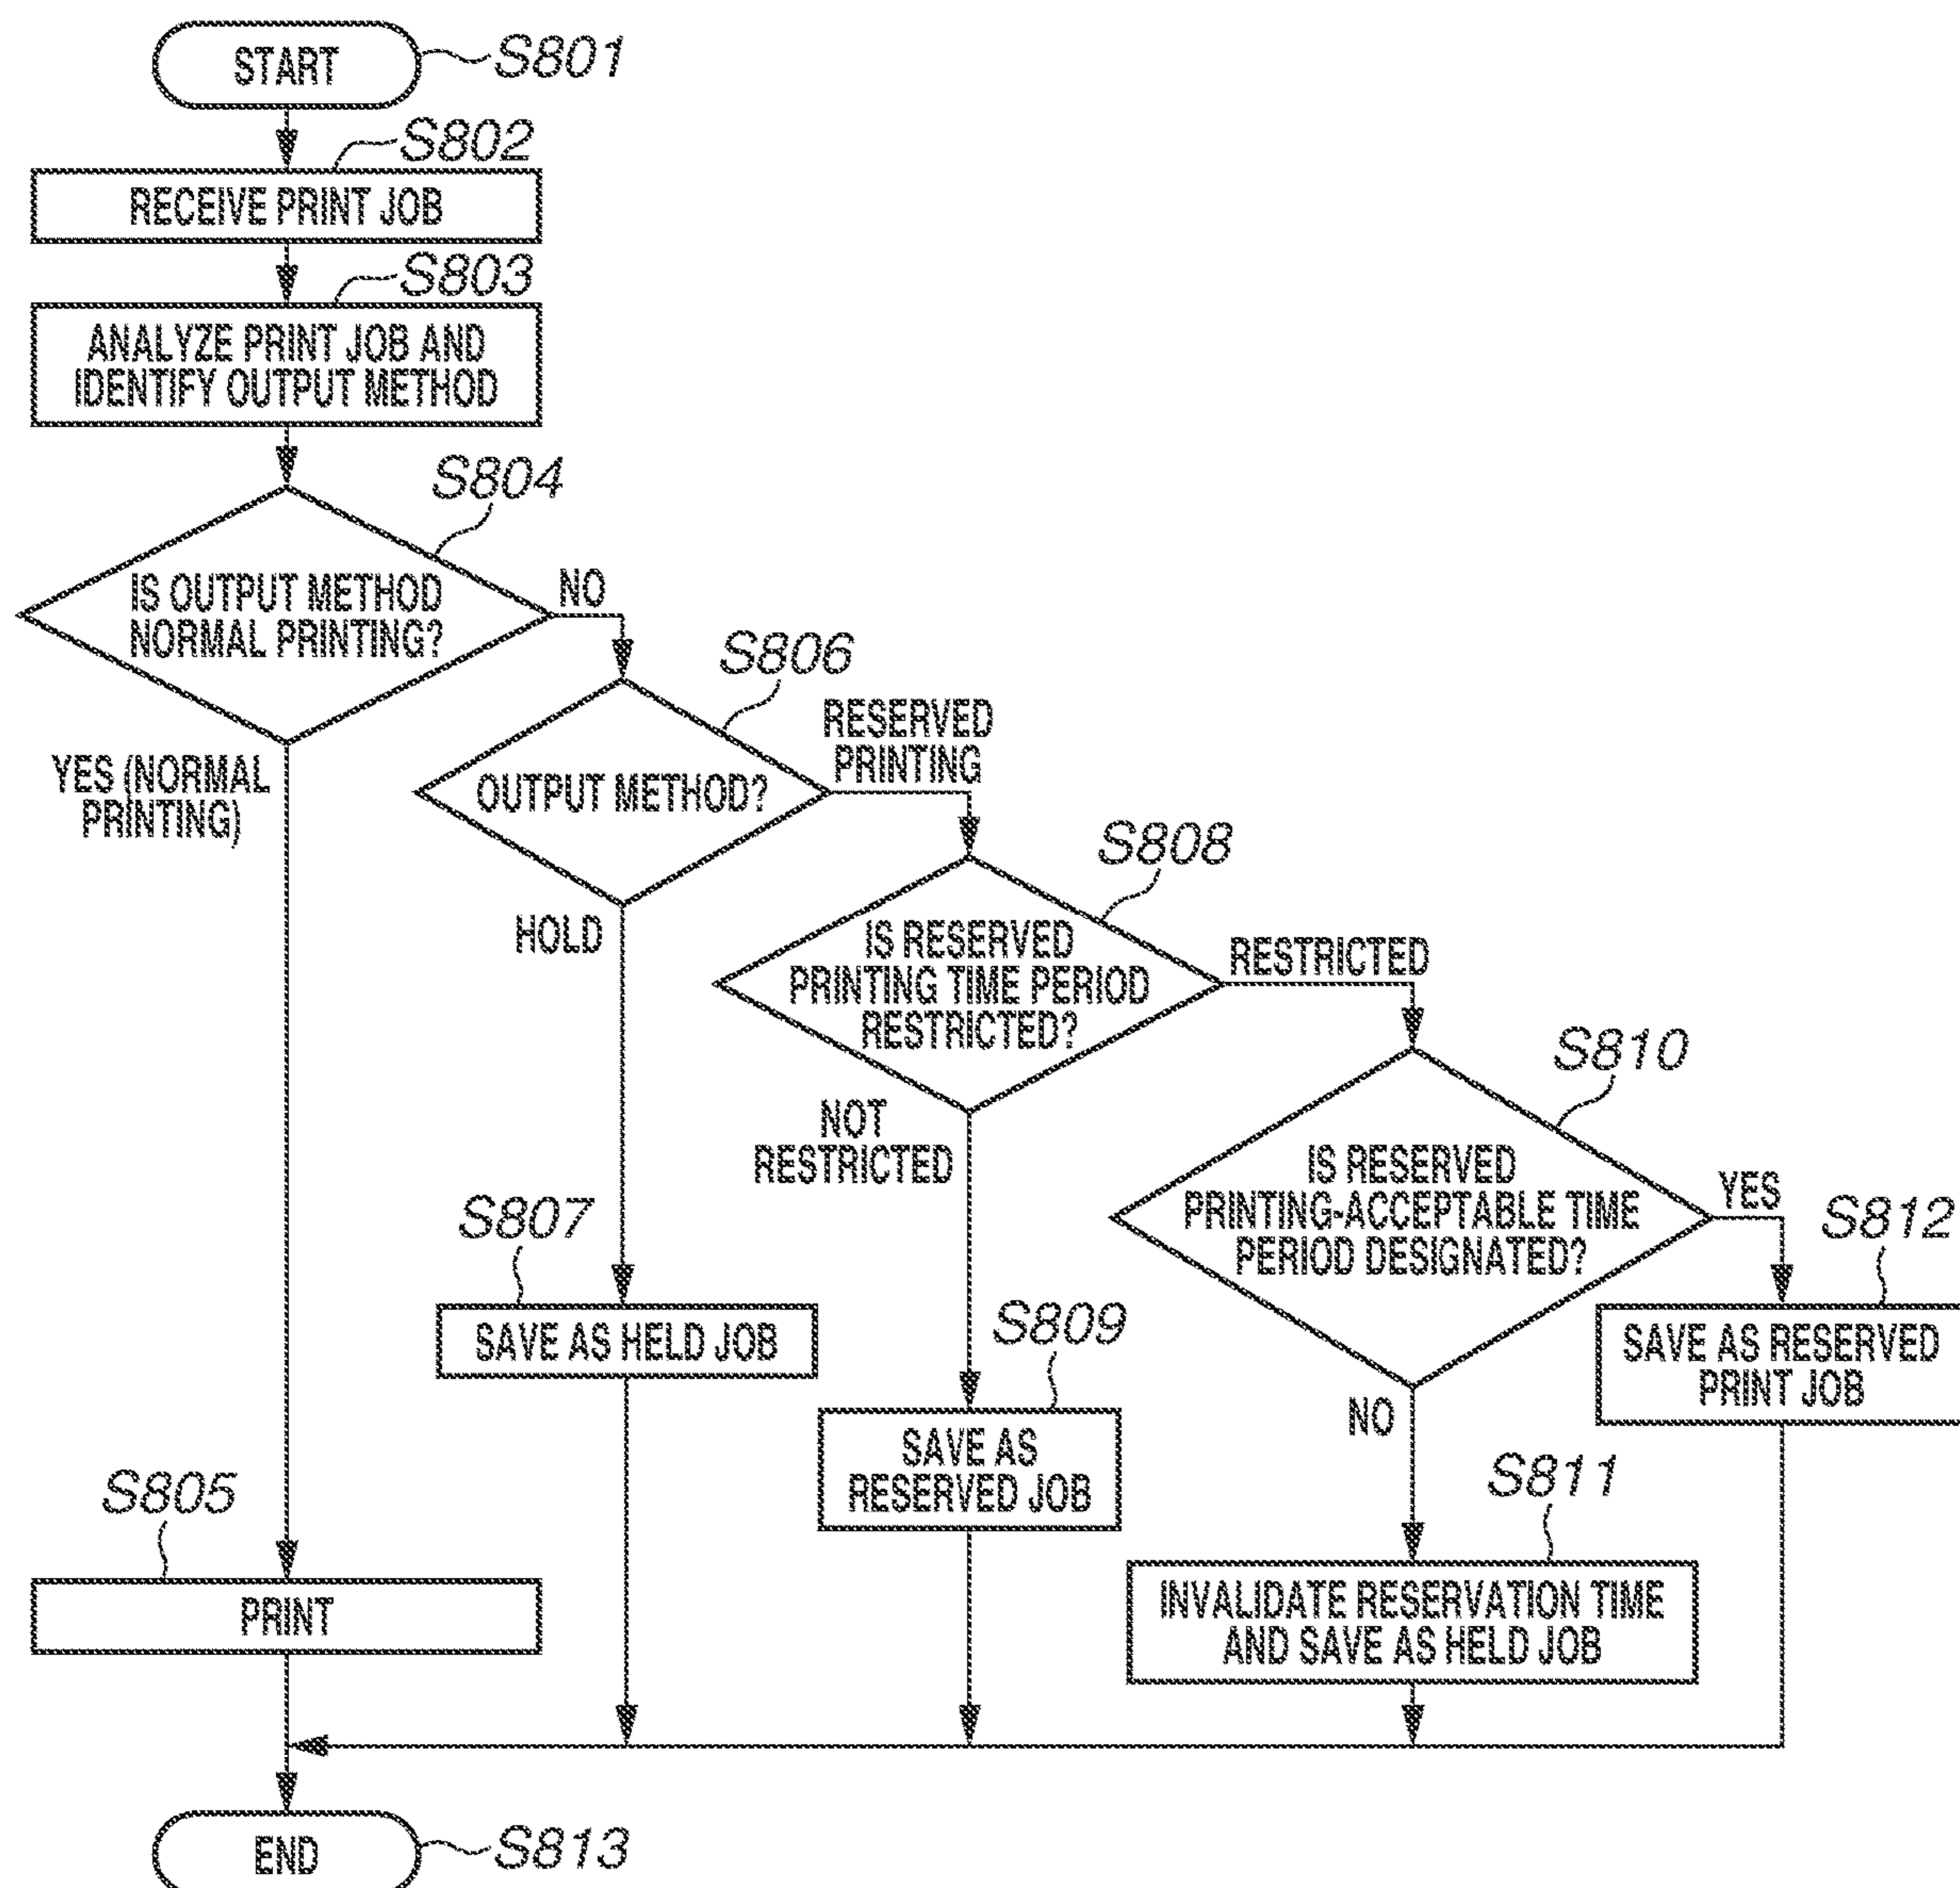 START
S801
S802
RECEIVE PRINT JOB
S803
ANALYZE PRINT JOB AND
IDENTIFY OUTPUT METHOD
S804
IS OUTPUT METHOD
NORMAL PRINTING?
NO
YES (NORMAL
PRINTING)
S806
OUTPUT METHOD?
RESERVED
PRINTING
HOLD
S808
IS RESERVED
PRINTING TIME PERIOD
RESTRICTED?
RESTRICTED
NOT
RESTRICTED
S810
IS RESERVED
PRINTING-ACCEPTABLE TIME
PERIOD DESIGNATED?
YES
NO
S812
SAVE AS RESERVED
PRINT JOB
S807
SAVE AS HELD JOB
S809
SAVE AS
RESERVED JOB
S811
INVALIDATE RESERVATION TIME
AND SAVE AS HELD JOB
S805
PRINT
END
S813